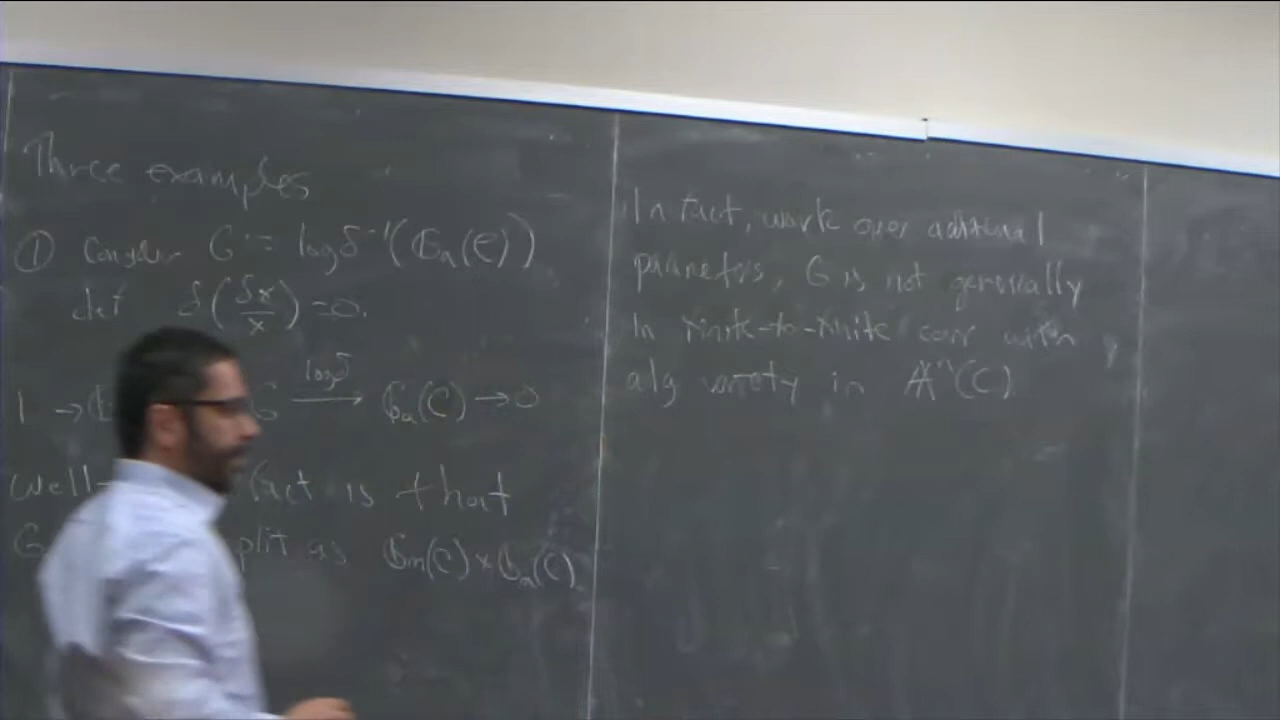 Three examples
① Consider G := logδ⁻¹(𝔾ₐ(C))
def δ(δx/x) = 0.
1 → G logδ → 𝔾ₐ(C) → 0
well- fact is that
G split as 𝔾m(C) × 𝔾ₐ(C).
In fact, work over additional
parameters, G is not generically
in finite-to-finite corr with
alg variety in 𝔸ⁿ(C).